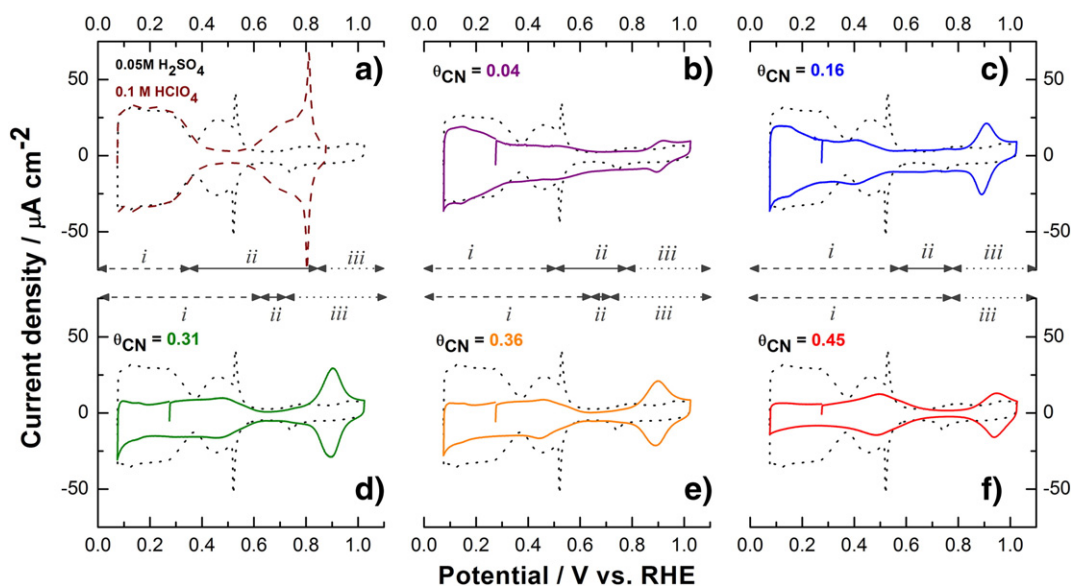 0.0 0.2 0.4 0.6 0.8 1.0
0.0 0.2 0.4 0.6 0.8 1.0
0.0 0.2 0.4 0.6 0.8 1.0
Current density / μA cm-2
50
0
-50
0.05M H2SO4
0.1 M HClO4
a)
i
ii
iii
θCN = 0.04
b)
i
ii
iii
θCN = 0.16
c)
i
ii
iii
50
0
-50
50
0
-50
θCN = 0.31
d)
i
ii
iii
θCN = 0.36
e)
i
ii
iii
θCN = 0.45
f)
i
iii
50
0
-50
0.0 0.2 0.4 0.6 0.8 1.0
0.0 0.2 0.4 0.6 0.8 1.0
0.0 0.2 0.4 0.6 0.8 1.0
Potential / V vs. RHE